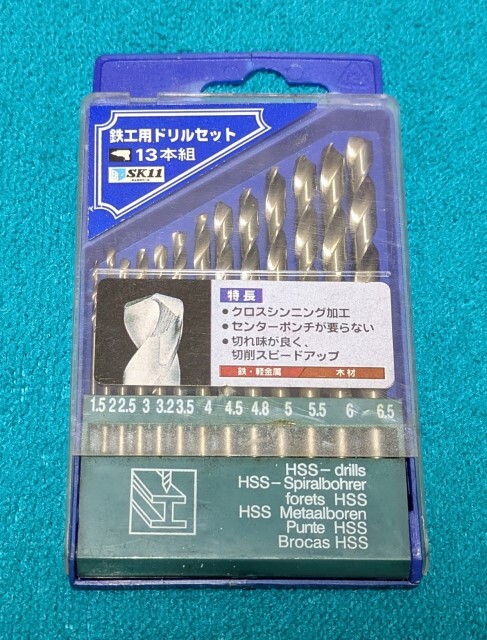 鉄工用ドリルセット
13本組
SK11
特長
• クロスシンニング加工
• センターポンチが要らない
• 切れ味が良く、
切削スピードアップ
鉄・軽金属 木材
1.5 2 2.5 3 3.2 3.5 4 4.5 4.8 5 5.5 6 6.5
HSS-drills
HSS-Spiralbohrer
forets HSS
HSS Metaalboren
Punte HSS
Brocas HSS